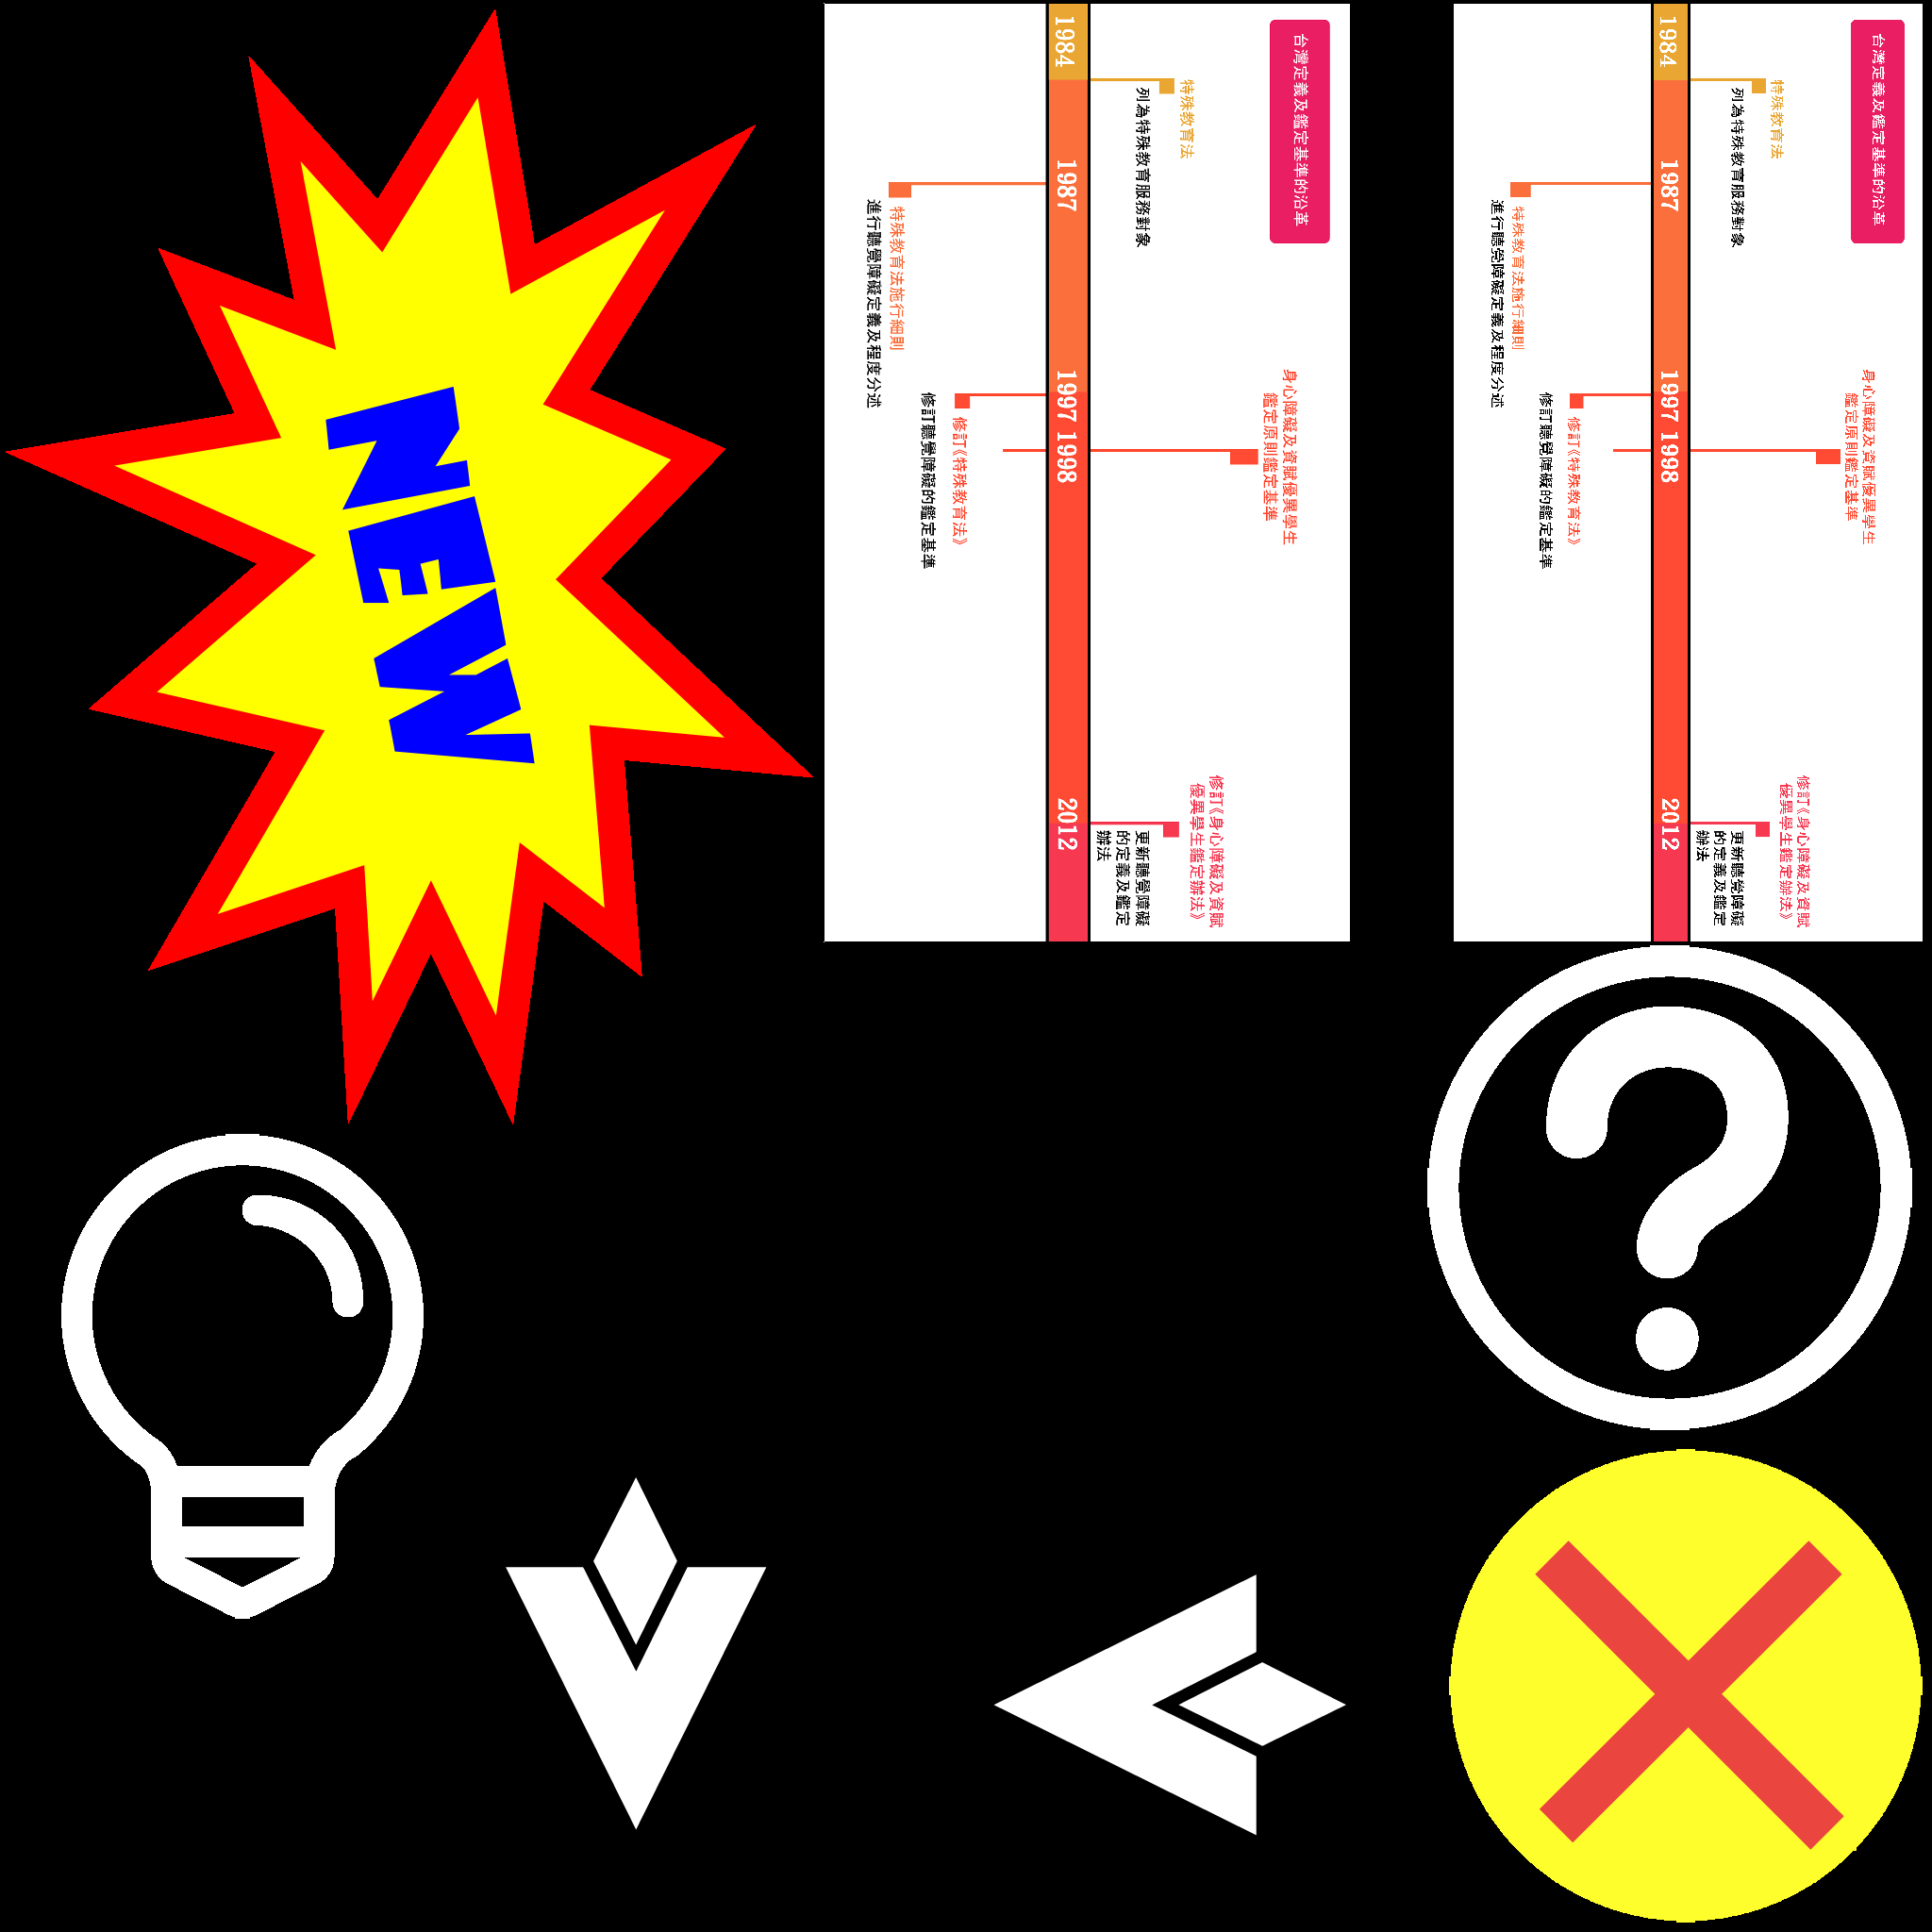 NEW
台灣定義及鑑定基準的沿革
1984
特殊教育法
列為特殊教育服務對象
1987
特殊教育法施行細則
進行聽覺障礙定義及程度分述
1997
修訂《特殊教育法》
修訂聽覺障礙的鑑定基準
1998
身心障礙及資賦優異學生
鑑定原則鑑定基準
2012
修訂《身心障礙及資賦
優異學生鑑定辦法》
更新聽覺障礙
的定義及鑑定
辦法
台灣定義及鑑定基準的沿革
1984
特殊教育法
列為特殊教育服務對象
1987
特殊教育法施行細則
進行聽覺障礙定義及程度分述
1997
修訂《特殊教育法》
修訂聽覺障礙的鑑定基準
1998
身心障礙及資賦優異學生
鑑定原則鑑定基準
2012
修訂《身心障礙及資賦
優異學生鑑定辦法》
更新聽覺障礙
的定義及鑑定
辦法